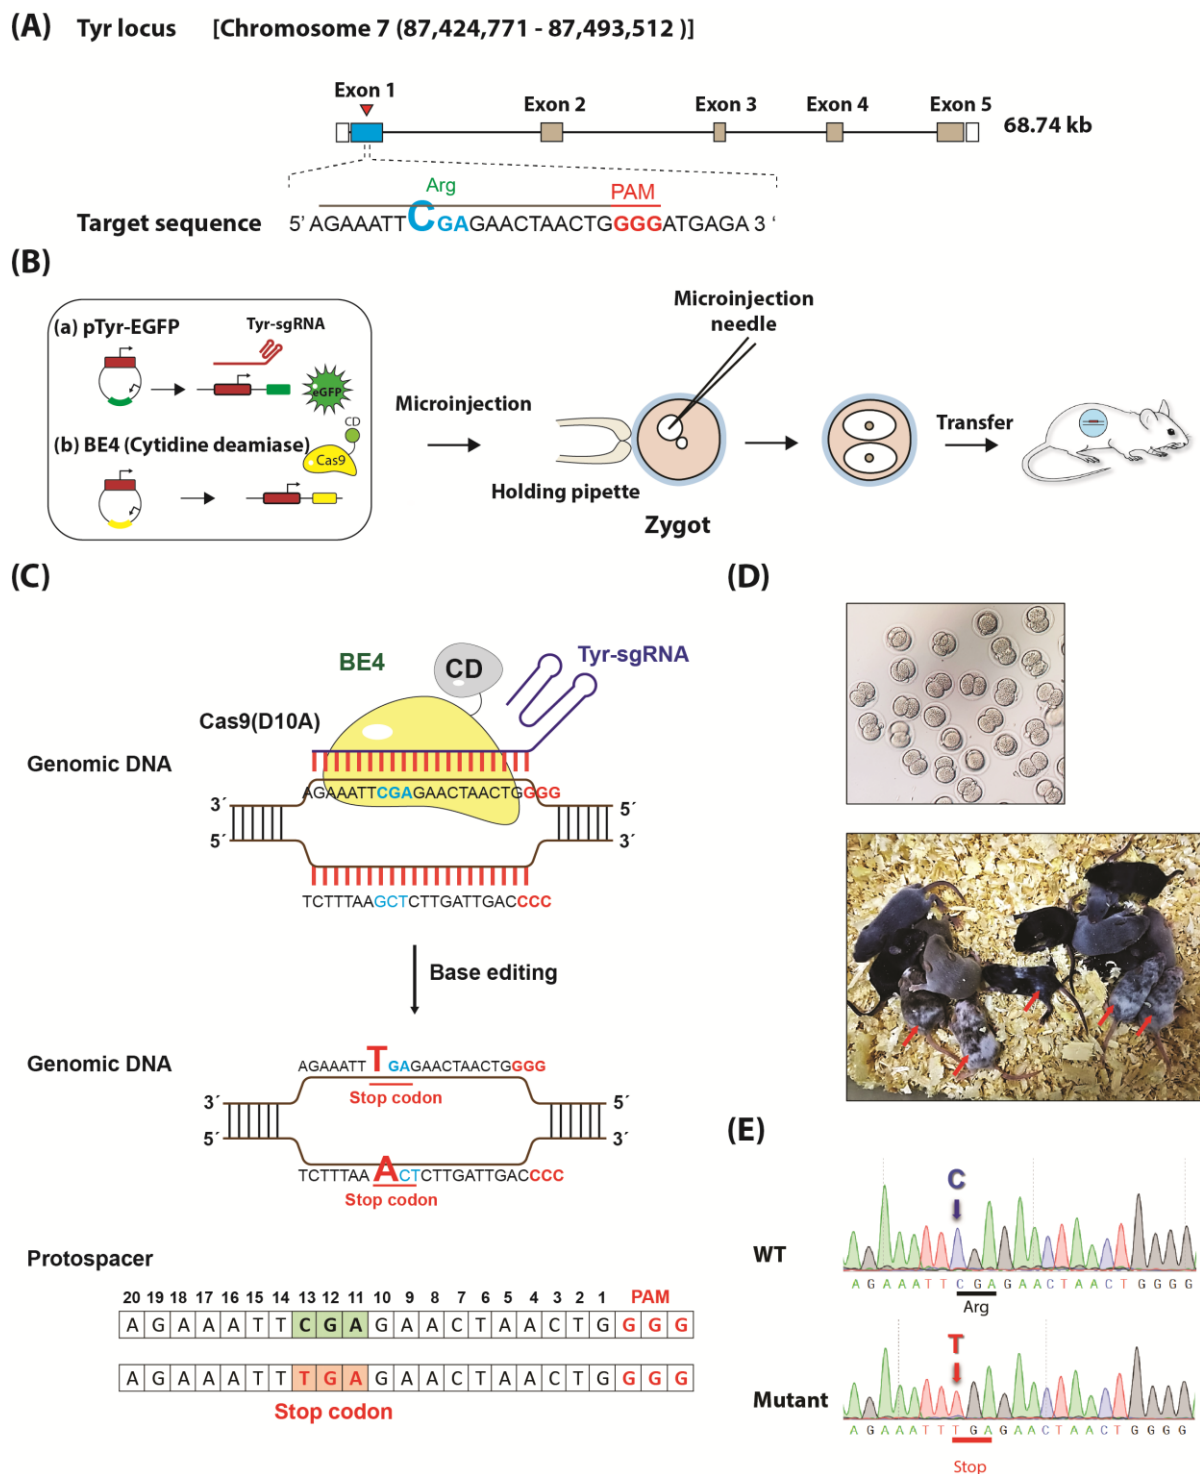 (A) Tyr locus [Chromosome 7 (87,424,771 - 87,493,512 )]
Exon 1
Exon 2
Exon 3
Exon 4
Exon 5
68.74 kb
Arg
PAM
Target sequence 5' AGAAATTCGAGAACTAACTGGGGATGAGA 3 '
(B)
(a) pTyr-EGFP
Tyr-sgRNA
eGFP
(b) BE4 (Cytidine deamiase)
CD
Cas9
Microinjection
Microinjection
needle
Holding pipette
Zygot
Transfer
(C)
BE4
CD
Tyr-sgRNA
Cas9(D10A)
Genomic DNA
AGAAATTCGAGAACTAACTGGGG
3´ 5´
5´ 3´
TCTTTAAGCTCTTGATTGACCCC
Base editing
Genomic DNA
AGAAATT T GAGAACTAACTGGGG
Stop codon
3´ 5´
5´ 3´
TCTTTAA ACTCTTGATTGACCCC
Stop codon
Protospacer
20 19 18 17 16 15 14 13 12 11 10 9 8 7 6 5 4 3 2 1 PAM
A G A A A T T C G A G A A C T A A C T G G G G
A G A A A T T T G A G A A C T A A C T G G G G
Stop codon
(D)
(E)
C
WT
A G A A A T T C G A G A A C T A A C T G G G G
Arg
T
Mutant
A G A A A T T T G A G A A C T A A C T G G G G
Stop